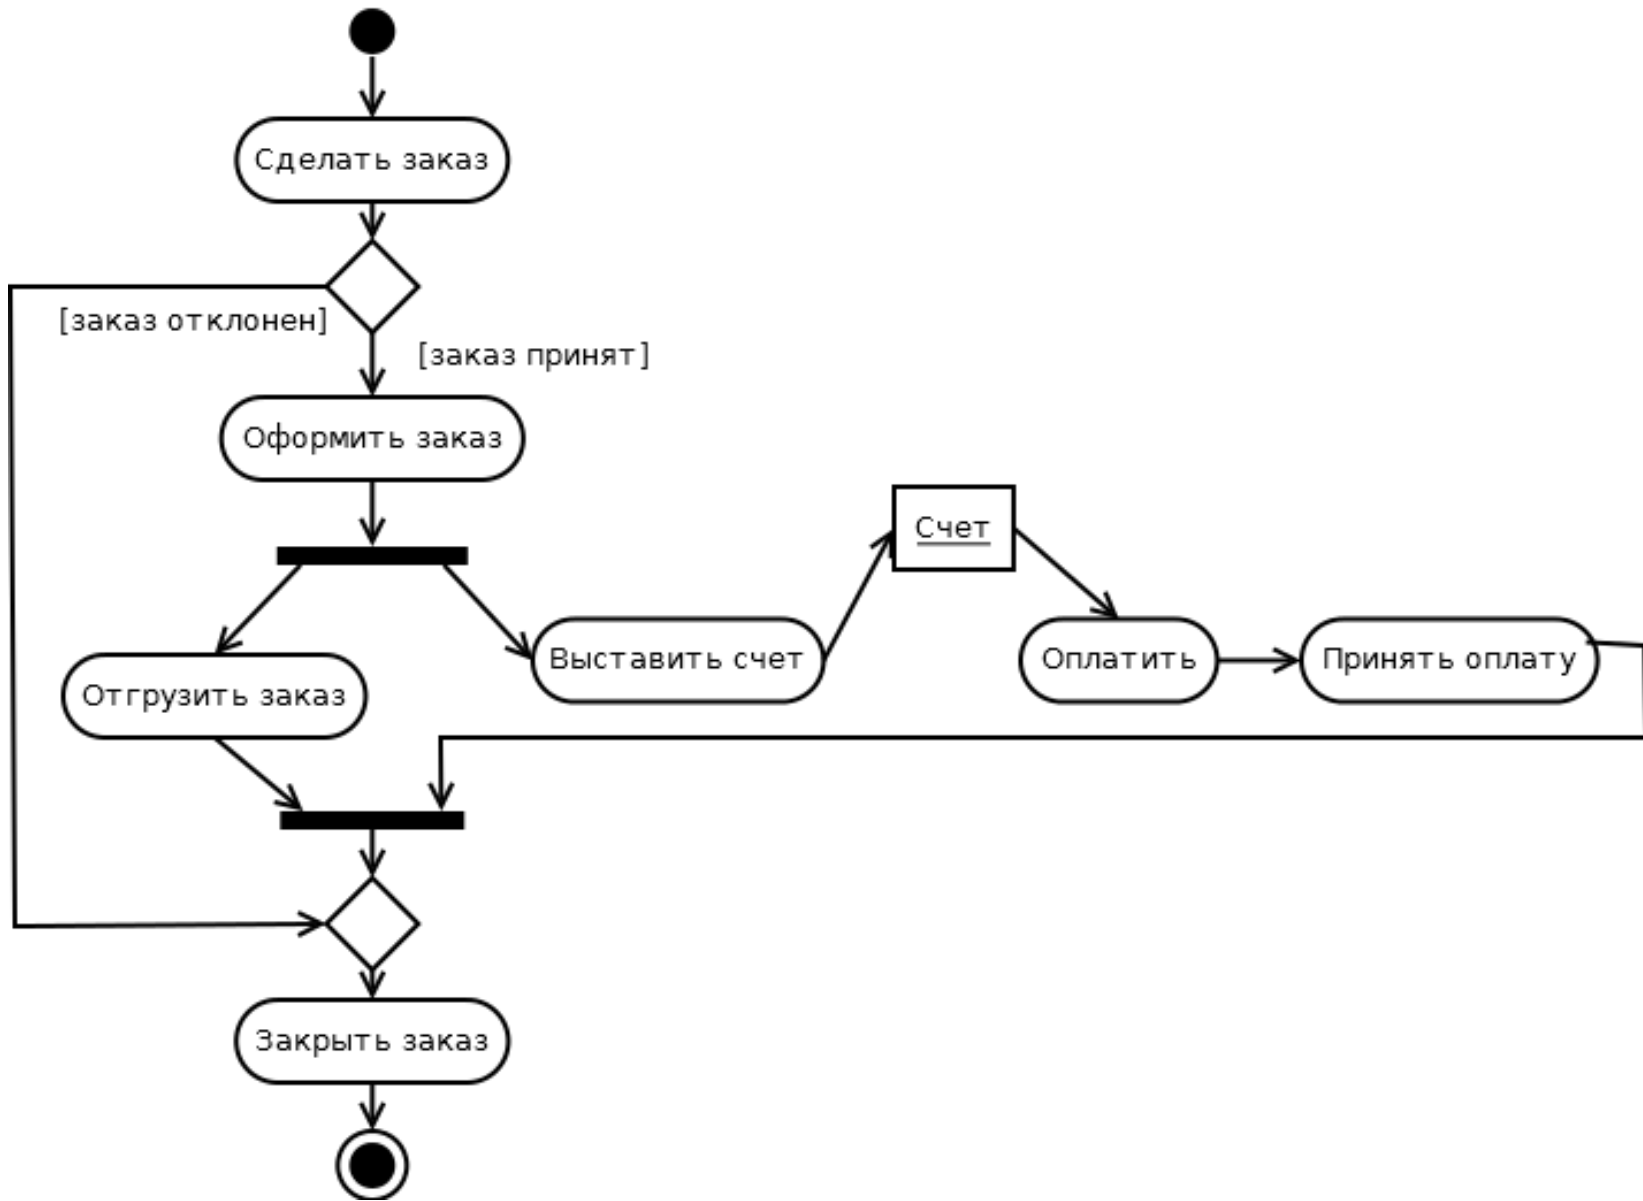 Сделать заказ
[заказ отклонен]
[заказ принят]
Оформить заказ
Счет
Выставить счет
Оплатить
Принять оплату
Отгрузить заказ
Закрыть заказ